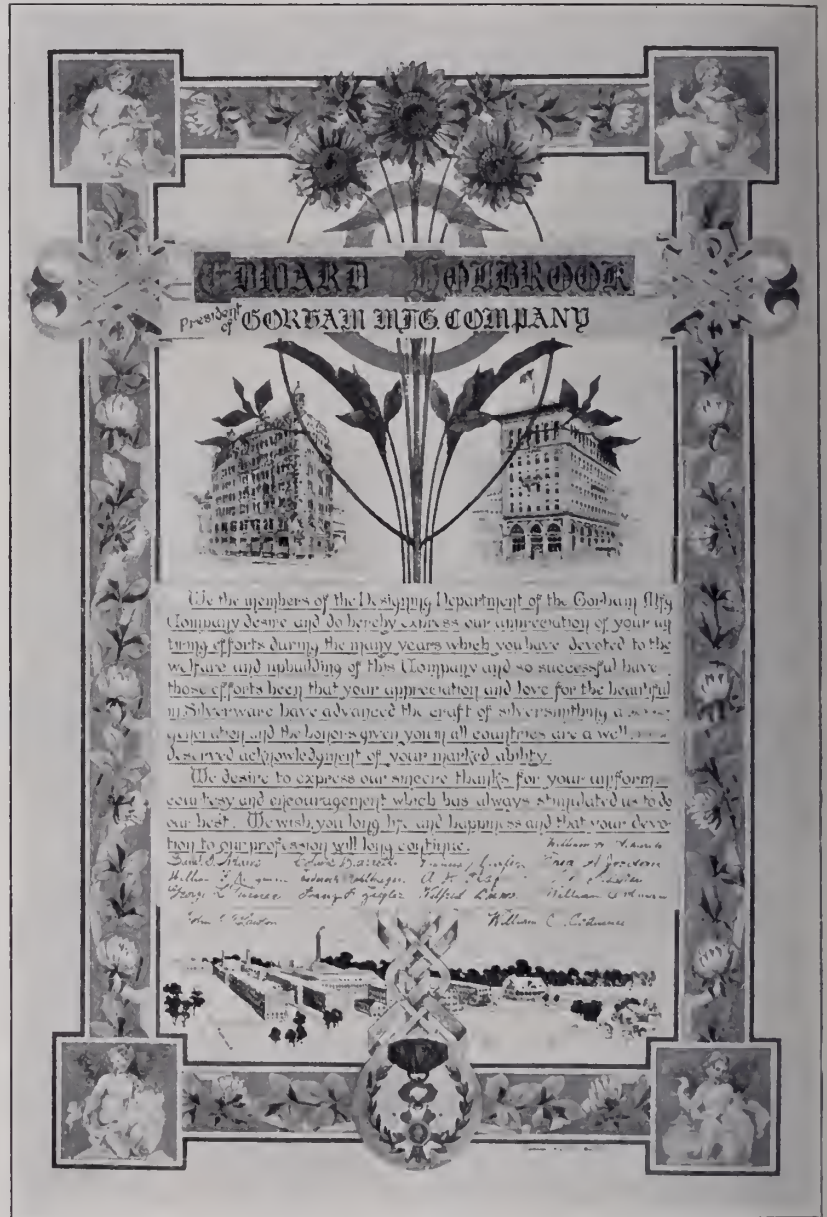 EDWARD HOLBROOK
President of GORHAM MFG. COMPANY
We the members of the Designing Department of the Gorham Mfg
Company desire and do hereby express our appreciation of your un
tiring efforts during the many years which you have devoted to the
welfare and upbuilding of this Company and so successful have
those efforts been that your appreciation and love for the beautiful
in Silverware have advanced the craft of silversmithing a
generation and the honors given you in all countries are a well
deserved acknowledgment of your marked ability.
We desire to express our sincere thanks for your uniform
courtesy and encouragement which has always stimulated us to do
our best. We wish you long life and happiness and that your devo
tion to our profession will long continue.
William
George
William C. Codman